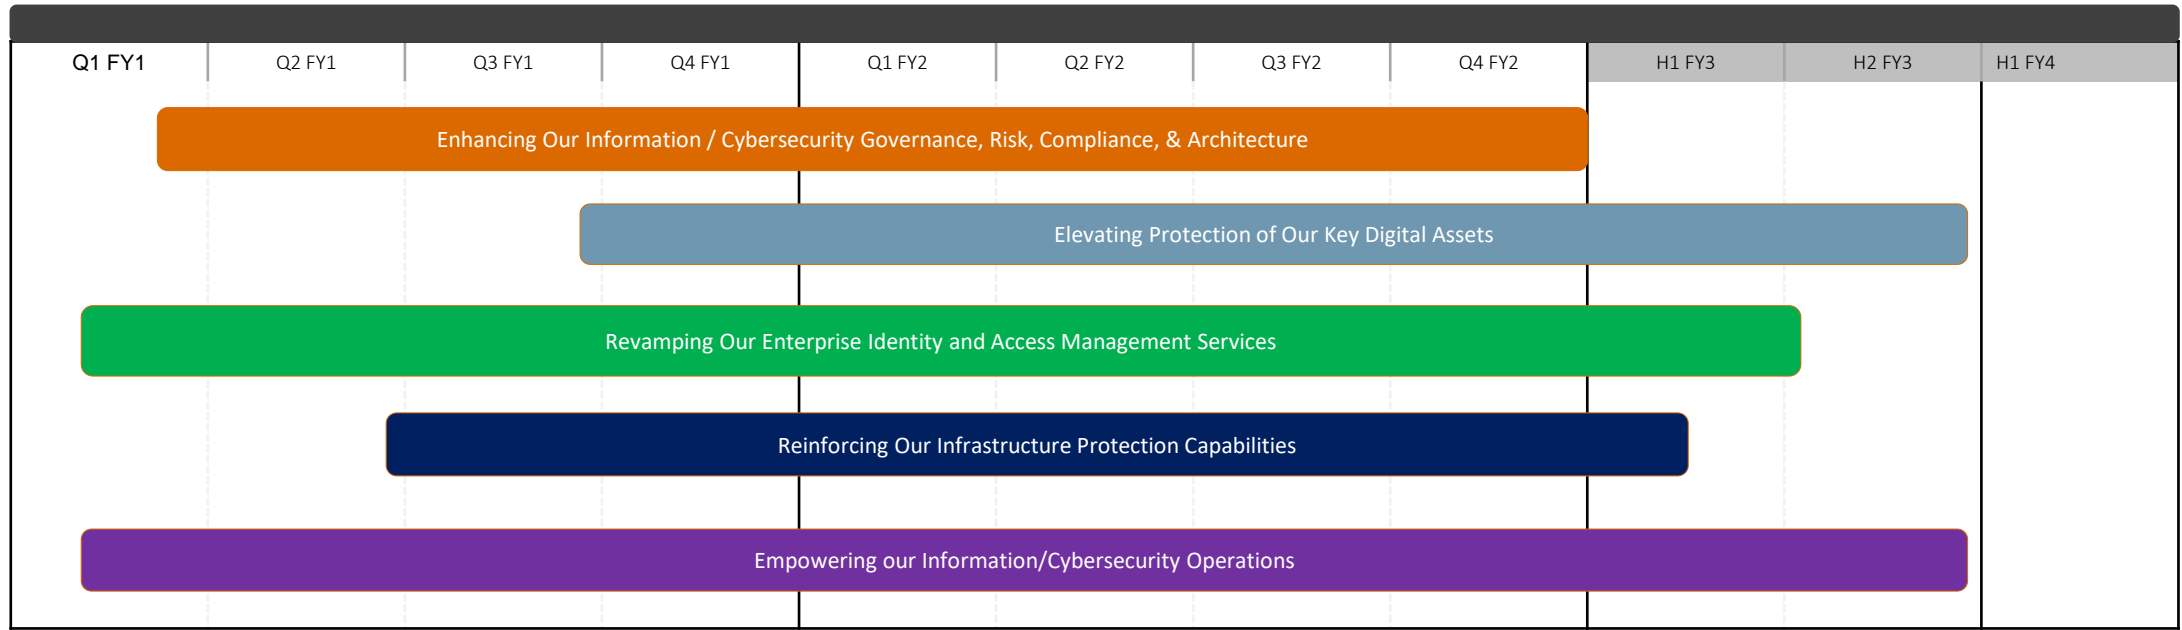 Q1 FY1 Q2 FY1 Q3 FY1 Q4 FY1 Q1 FY2 Q2 FY2 Q3 FY2 Q4 FY2 H1 FY3 H2 FY3 H1 FY4
Enhancing Our Information / Cybersecurity Governance, Risk, Compliance, & Architecture
Elevating Protection of Our Key Digital Assets
Revamping Our Enterprise Identity and Access Management Services
Reinforcing Our Infrastructure Protection Capabilities
Empowering our Information/Cybersecurity Operations